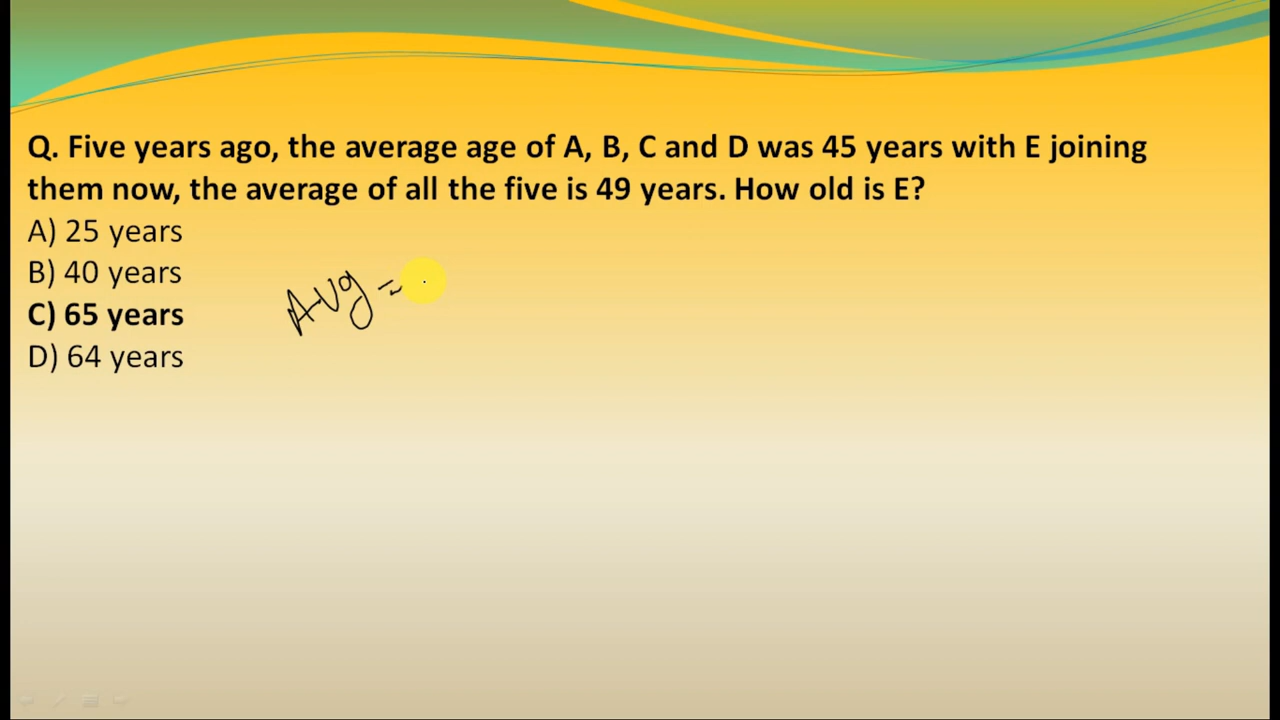 Q. Five years ago, the average age of A, B, C and D was 45 years with E joining
them now, the average of all the five is 49 years. How old is E?
A) 25 years
B) 40 years
C) 65 years
D) 64 years
Avg =